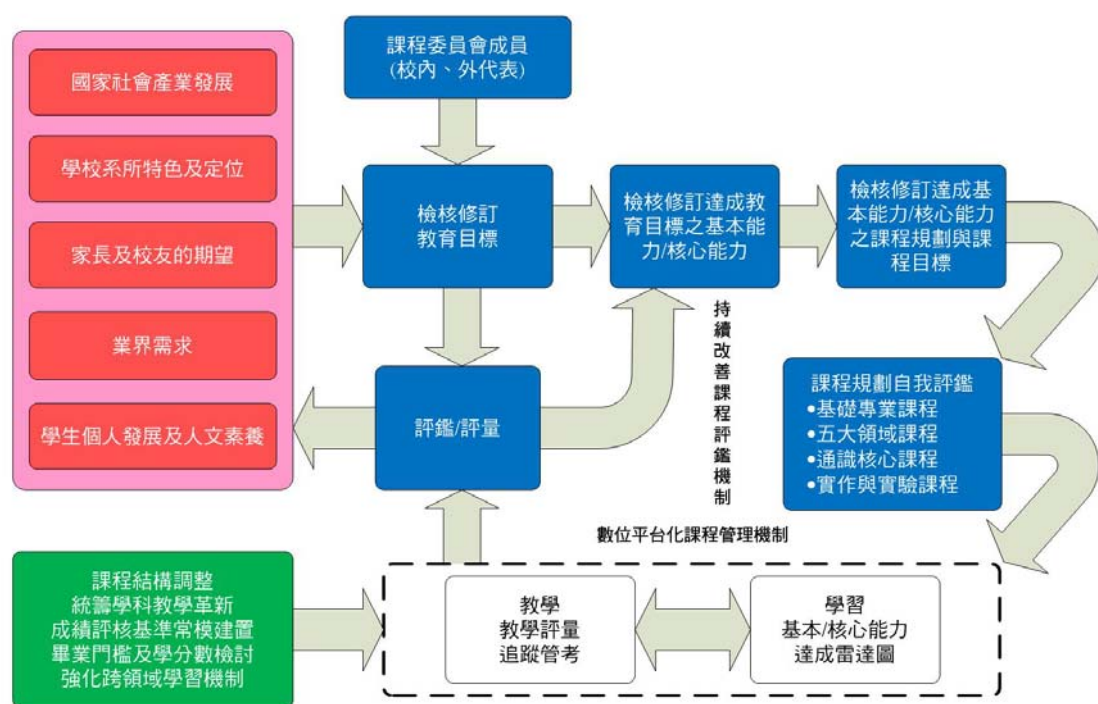 國家社會產業發展
學校系所特色及定位
家長及校友的期望
業界需求
學生個人發展及人文素養
課程委員會成員
(校內、外代表)
檢核修訂
教育目標
檢核修訂達成教
育目標之基本能
力/核心能力
檢核修訂達成基
本能力/核心能力
之課程規劃與課
程目標
評鑑/評量
持續改善課程評鑑機制
課程規劃自我評鑑
•基礎專業課程
•五大領域課程
•通識核心課程
•實作與實驗課程
數位平台化課程管理機制
課程結構調整
統籌學科教學革新
成績評核基準常模建置
畢業門檻及學分數檢討
強化跨領域學習機制
教學
教學評量
追蹤管考
學習
基本/核心能力
達成雷達圖